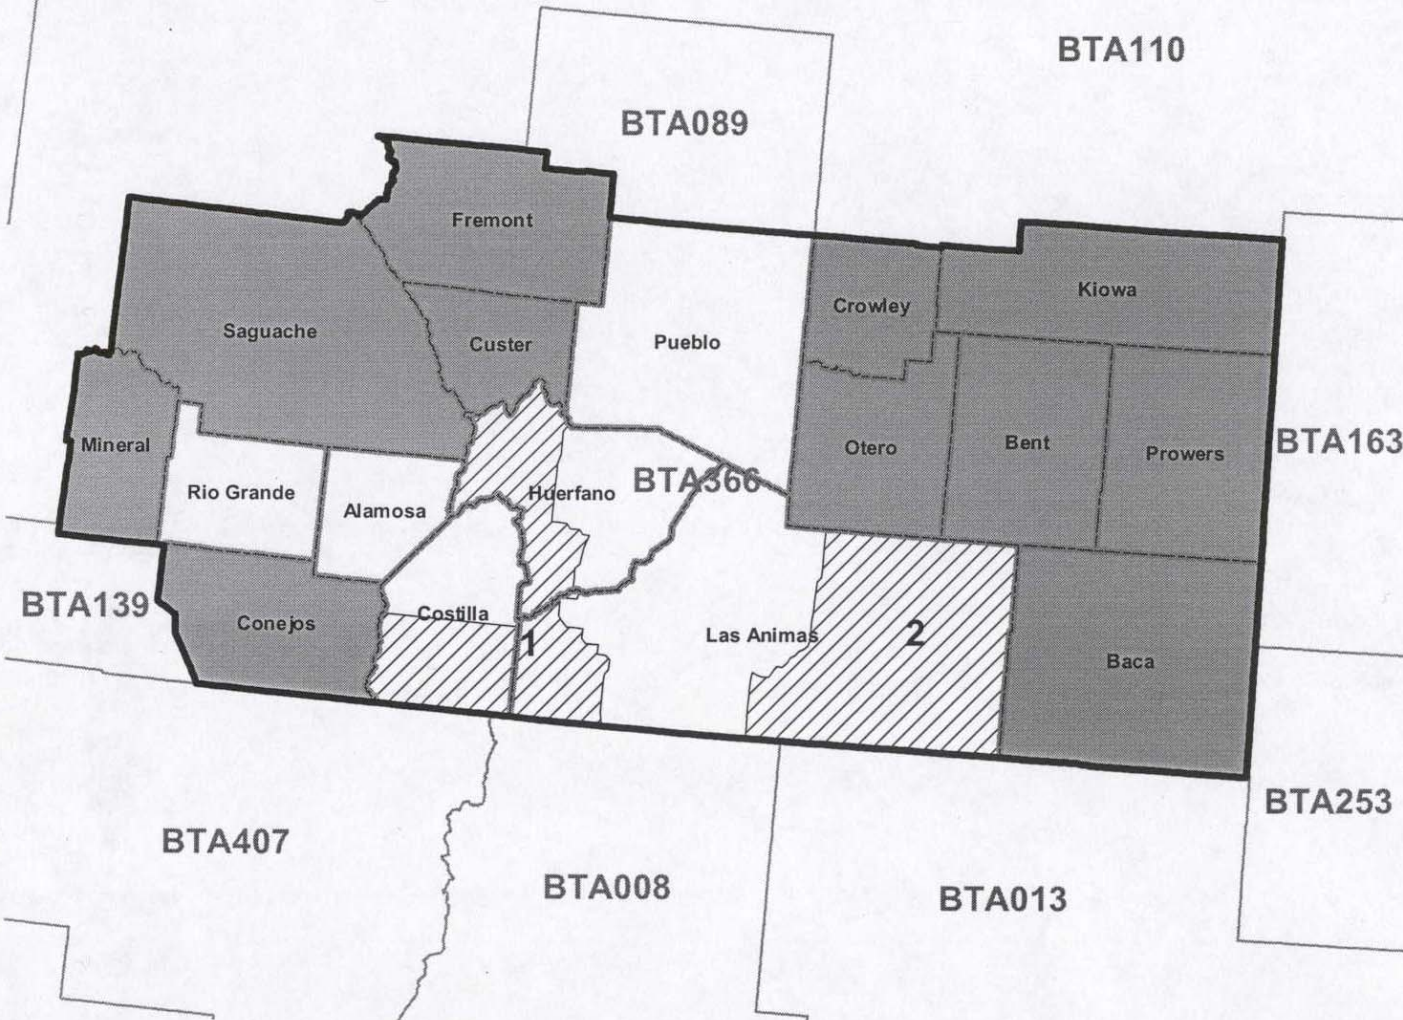 BTA110
BTA089
Fremont
Kiowa
Crowley
Saguache
Custer
Pueblo
Mineral
Otero
Bent
Prowers
BTA163
Rio Grande
Alamosa
Huerfano
BTA366
BTA139
Conejos
Costilla
1
Las Animas
2
Baca
BTA407
BTA008
BTA013
BTA253